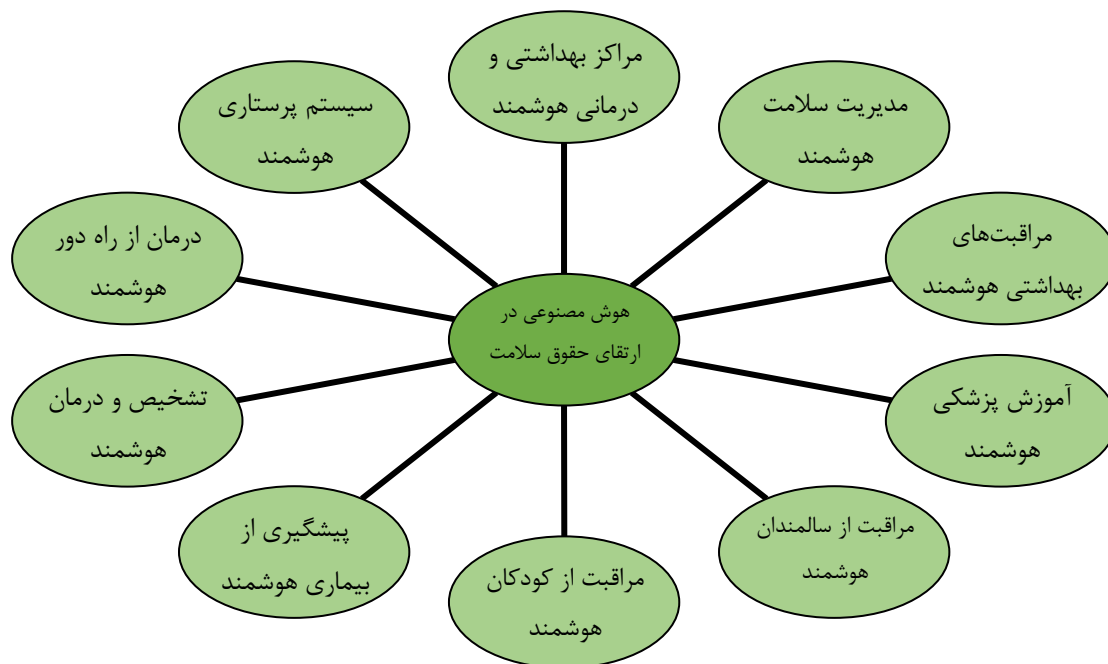 مراکز بهداشتی و
درمانی هوشمند
مدیریت سلامت
هوشمند
مراقبت‌های
بهداشتی هوشمند
آموزش پزشکی
هوشمند
مراقبت از سالمندان
هوشمند
مراقبت از کودکان
هوشمند
پیشگیری از
بیماری هوشمند
تشخیص و درمان
هوشمند
درمان از راه دور
هوشمند
سیستم پرستاری
هوشمند
هوش مصنوعی در
ارتقای حقوق سلامت